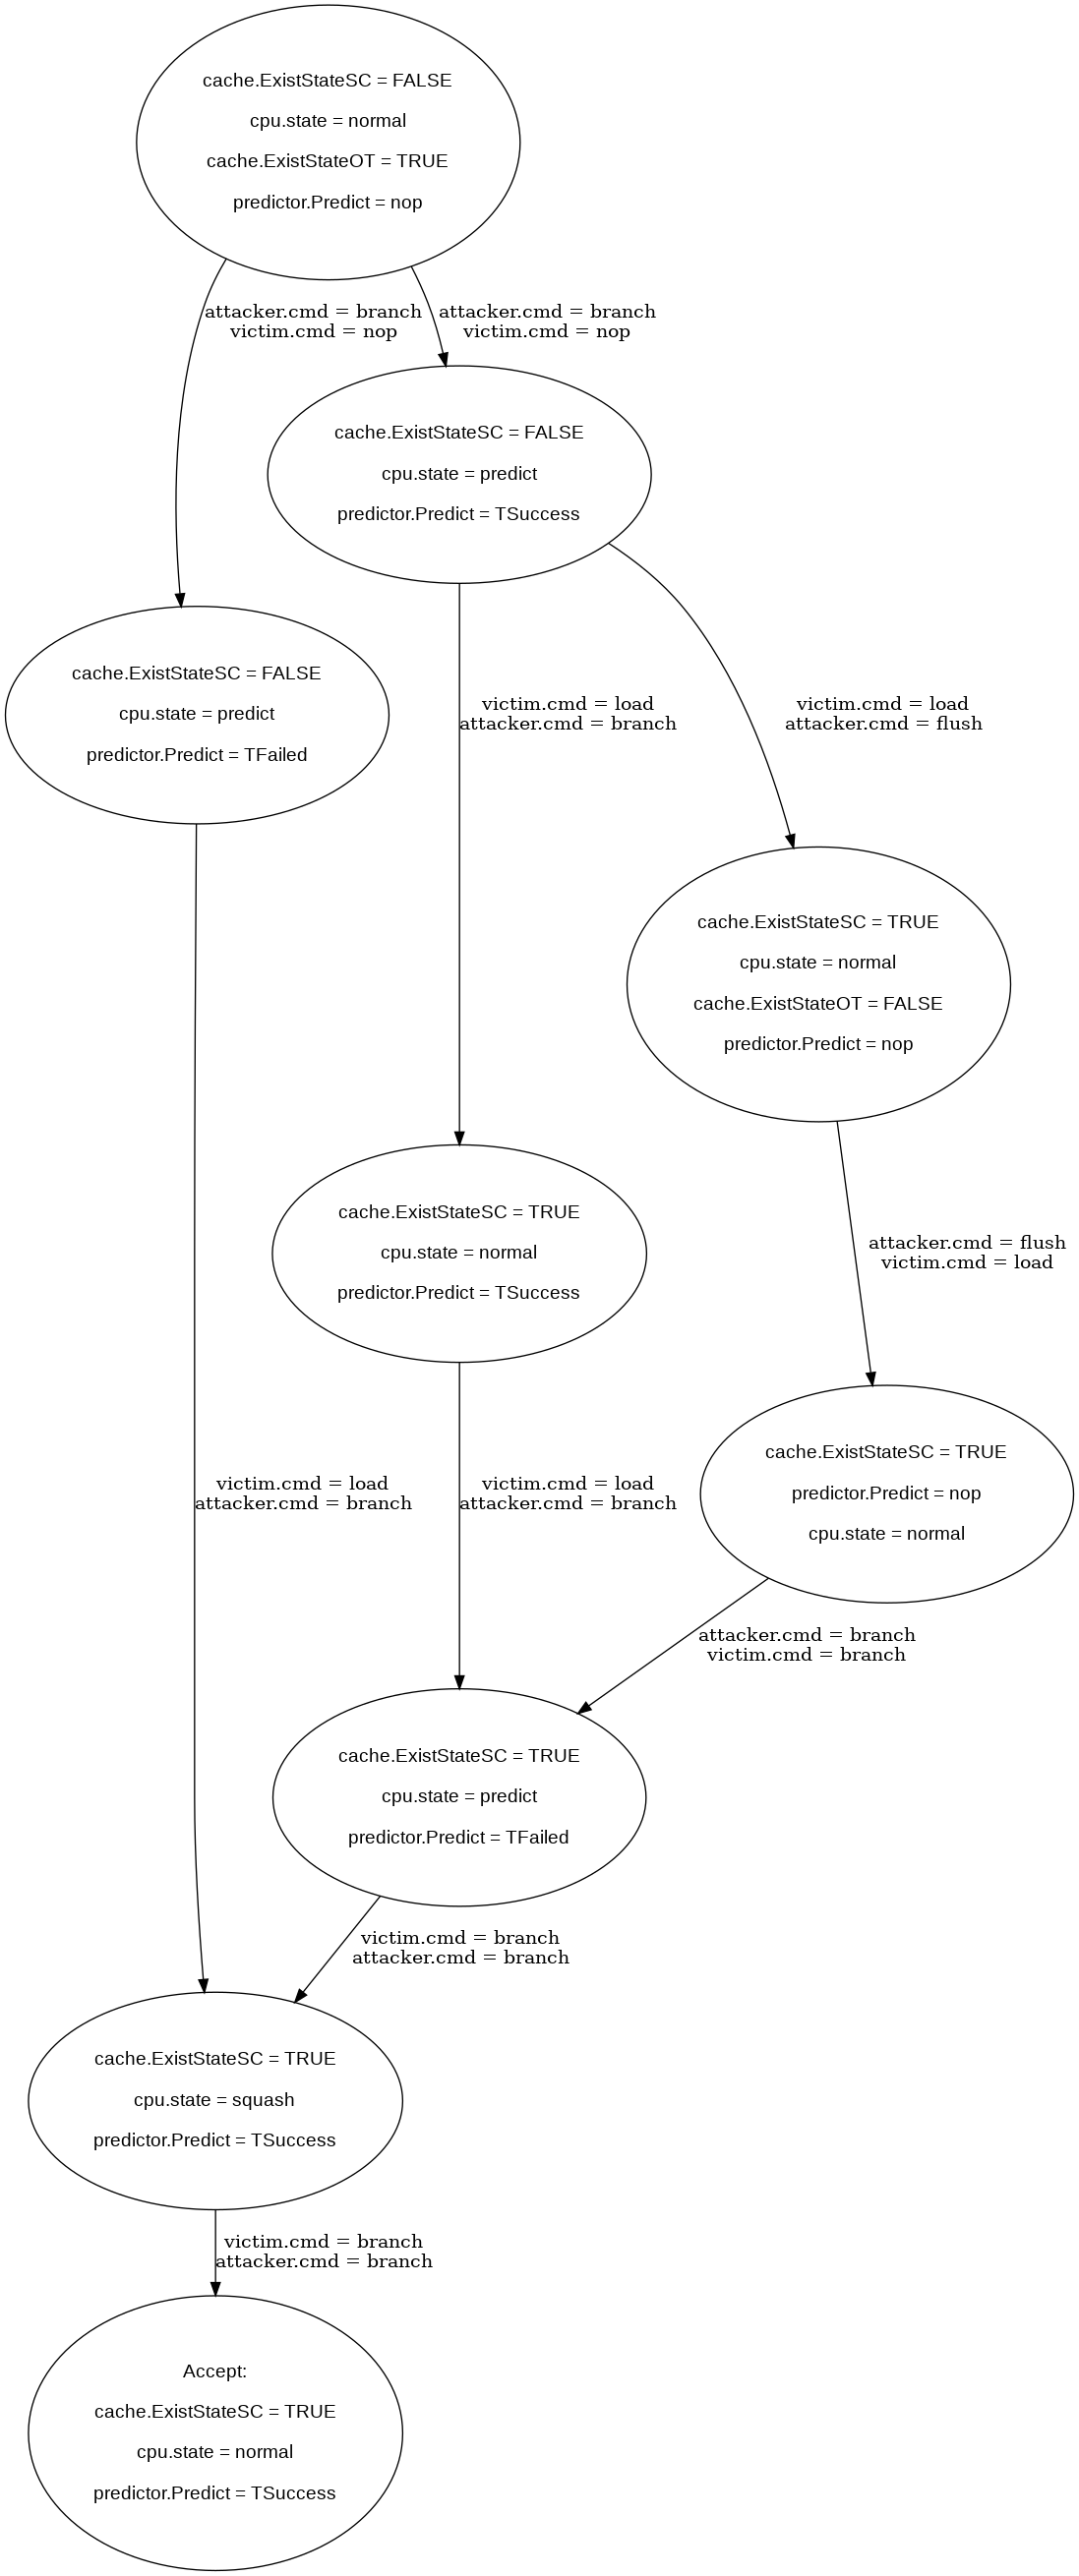 cache.ExistStateSC = FALSE
cpu.state = normal
cache.ExistStateOT = TRUE
predictor.Predict = nop
attacker.cmd = branch
victim.cmd = nop
attacker.cmd = branch
victim.cmd = nop
cache.ExistStateSC = FALSE
cpu.state = predict
predictor.Predict = TSuccess
cache.ExistStateSC = FALSE
cpu.state = predict
predictor.Predict = TFailed
victim.cmd = load
attacker.cmd = branch
victim.cmd = load
attacker.cmd = flush
cache.ExistStateSC = TRUE
cpu.state = normal
cache.ExistStateOT = FALSE
predictor.Predict = nop
cache.ExistStateSC = TRUE
cpu.state = normal
predictor.Predict = TSuccess
attacker.cmd = flush
victim.cmd = load
victim.cmd = load
attacker.cmd = branch
victim.cmd = load
attacker.cmd = branch
cache.ExistStateSC = TRUE
predictor.Predict = nop
cpu.state = normal
attacker.cmd = branch
victim.cmd = branch
cache.ExistStateSC = TRUE
cpu.state = predict
predictor.Predict = TFailed
victim.cmd = branch
attacker.cmd = branch
cache.ExistStateSC = TRUE
cpu.state = squash
predictor.Predict = TSuccess
victim.cmd = branch
attacker.cmd = branch
Accept:
cache.ExistStateSC = TRUE
cpu.state = normal
predictor.Predict = TSuccess